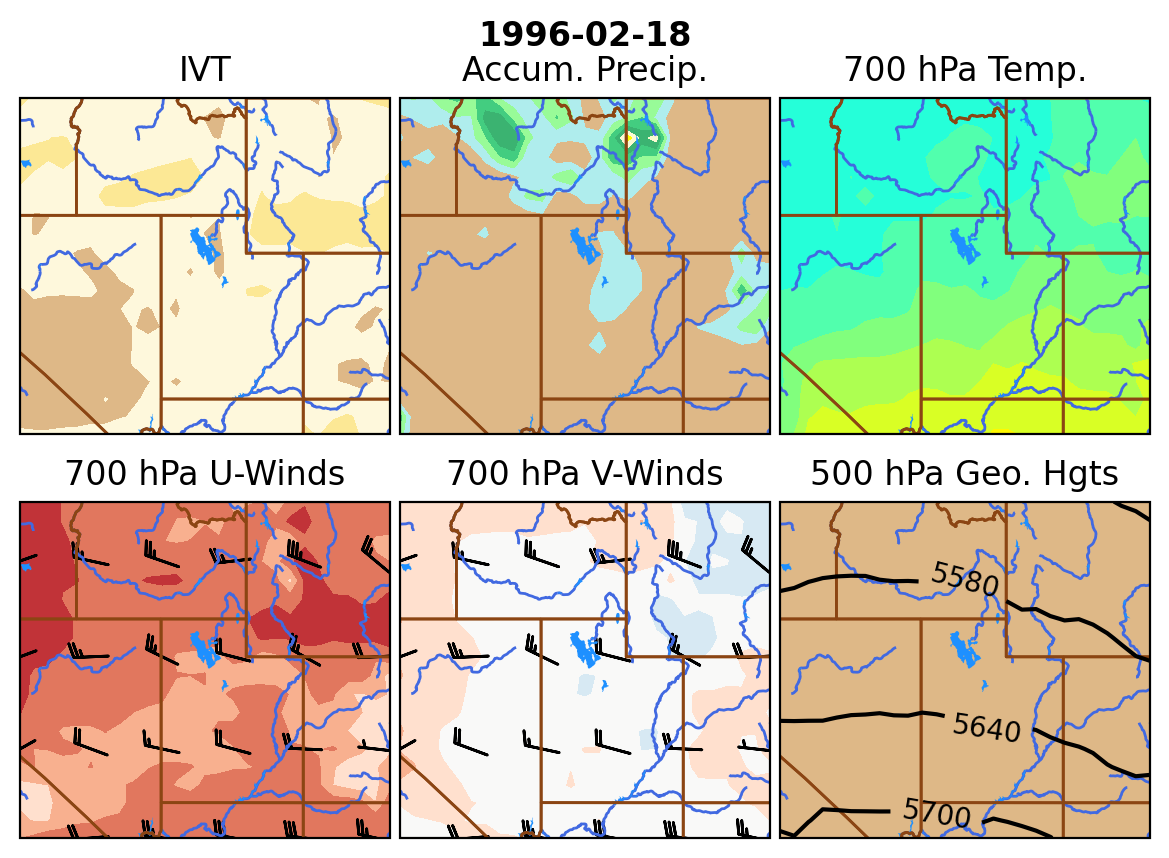 1996-02-18
IVT
Accum. Precip.
700 hPa Temp.
700 hPa U-Winds
700 hPa V-Winds
500 hPa Geo. Hgts
5580
5640
5700